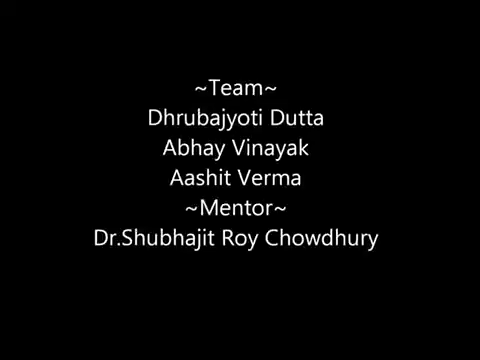 ~Team~
Dhrubajyoti Dutta
Abhay Vinayak
Aashit Verma
~Mentor~
Dr.Shubhajit Roy Chowdhury